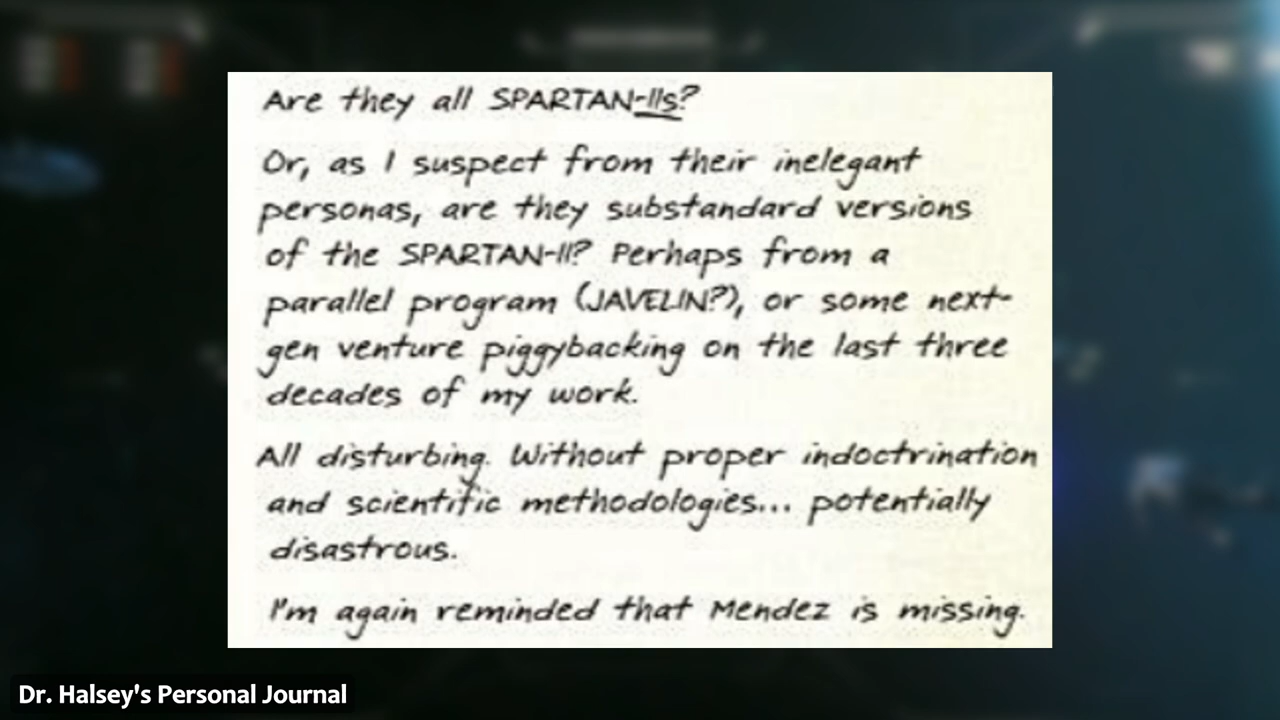 Are they all SPARTAN-IIs?
Or, as I suspect from their inelegant
personas, are they substandard versions
of the SPARTAN-II? Perhaps from a
parallel program (JAVELIN?), or some next-
gen venture piggybacking on the last three
decades of my work.
All disturbing. Without proper indoctrination
and scientific methodologies... potentially
disastrous.
I'm again reminded that Mendez is missing.
Dr. Halsey's Personal Journal